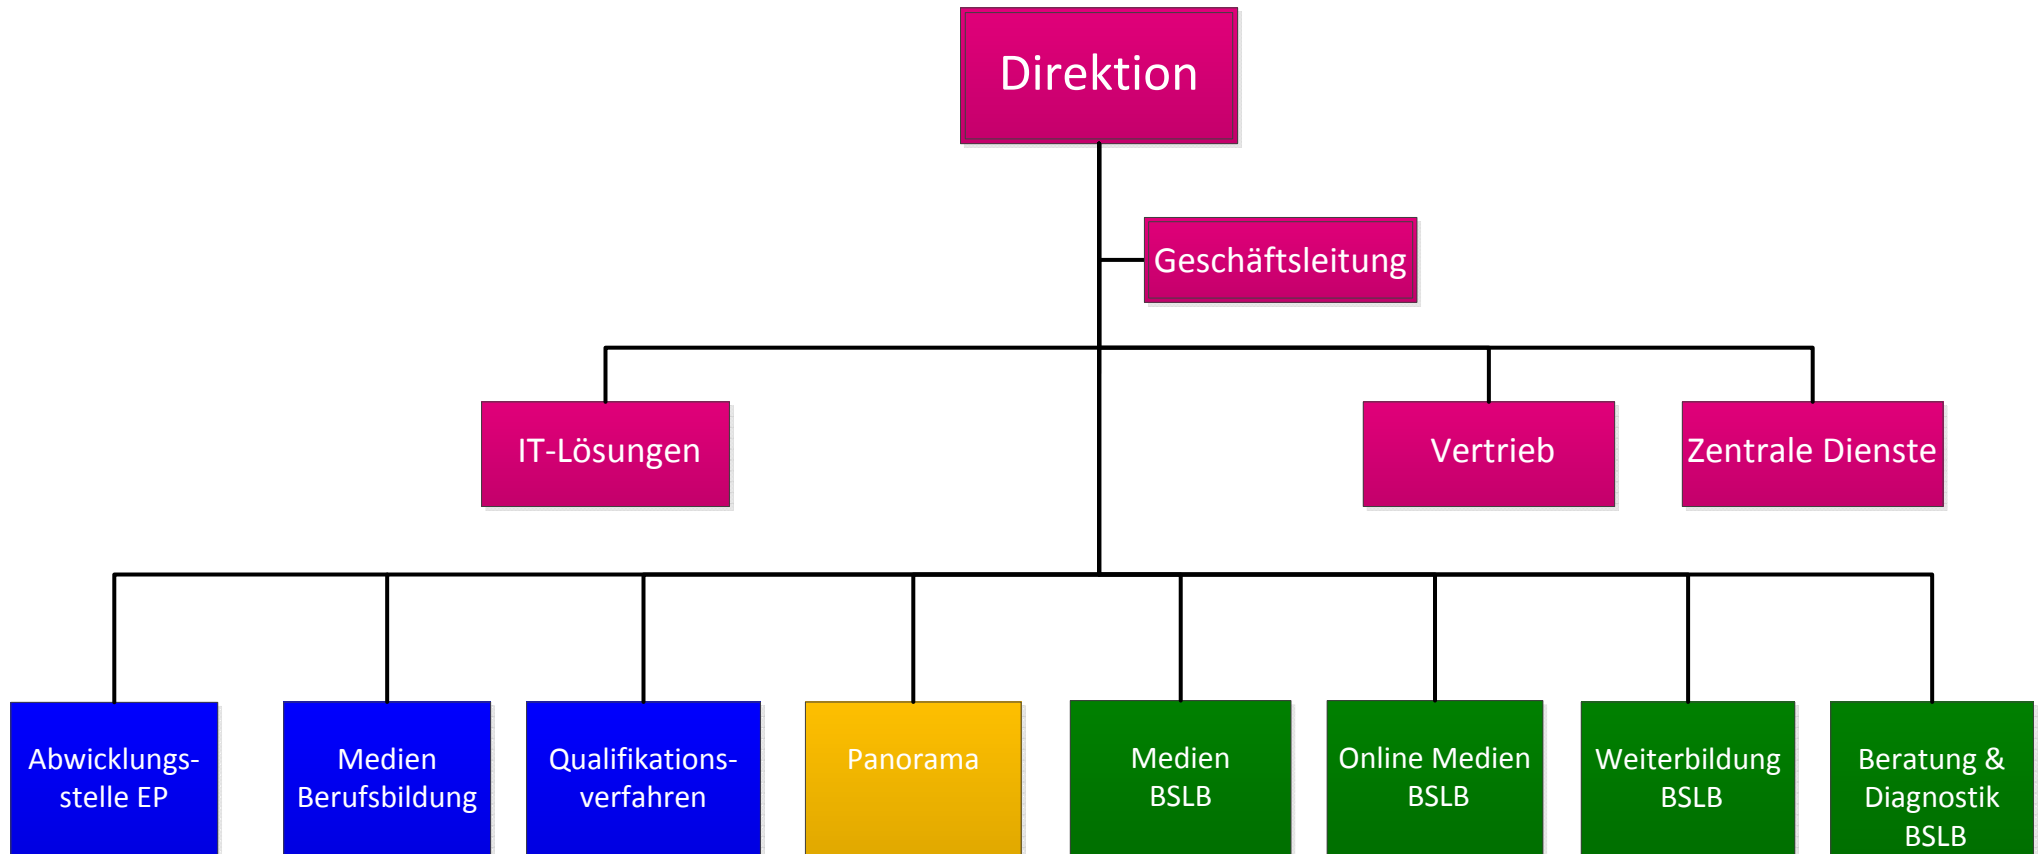 Direktion
Geschäftsleitung
IT-Lösungen
Vertrieb
Zentrale Dienste
Abwicklungs-
stelle EP
Medien
Berufsbildung
Qualifikations-
verfahren
Panorama
Medien
BSLB
Online Medien
BSLB
Weiterbildung
BSLB
Beratung &
Diagnostik
BSLB